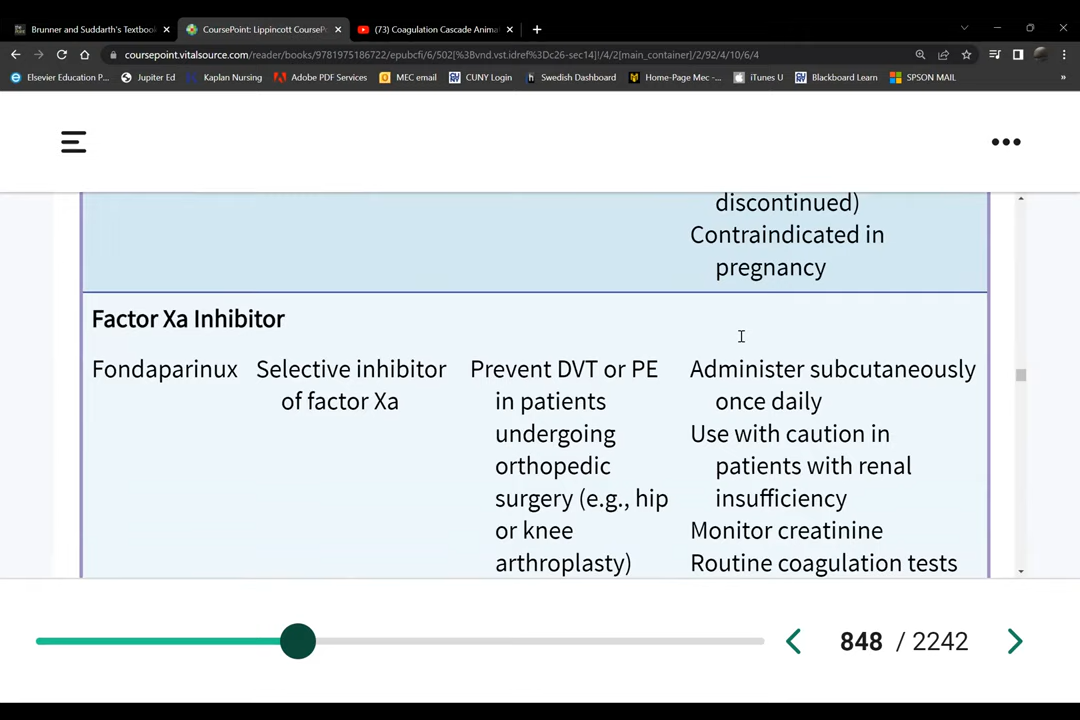 Brunner and Suddarth's Textboo
CoursePoint: Lippincott CourseP
(73) Coagulation Cascade Anima
coursepoint.vitalsource.com/reader/books/9781975186722/epubcfi/6/502[%3Bvnd.vst.idref%3Dc26-sec14]!/4/2[main_container]/2/92/4/10/6/4
Elsevier Education P...
Jupiter Ed
Kaplan Nursing
Adobe PDF Services
MEC email
CUNY Login
Swedish Dashboard
Home-Page Mec -...
iTunes U
Blackboard Learn
SPSON MAIL
discontinued)
Contraindicated in
pregnancy
Factor Xa Inhibitor
Fondaparinux
Selective inhibitor
of factor Xa
Prevent DVT or PE
in patients
undergoing
orthopedic
surgery (e.g., hip
or knee
arthroplasty)
Administer subcutaneously
once daily
Use with caution in
patients with renal
insufficiency
Monitor creatinine
Routine coagulation tests
848 / 2242